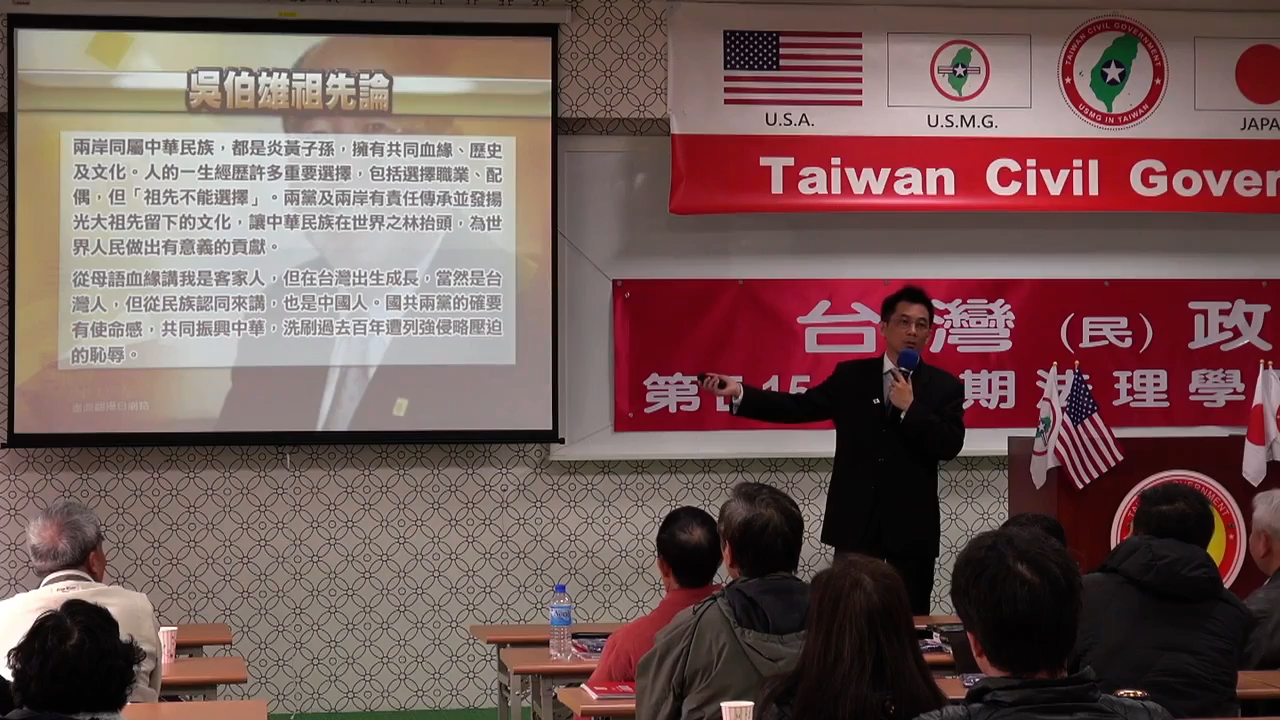 吳伯雄祖先論
兩岸同屬中華民族，都是炎黃子孫，擁有共同血緣、歷史
及文化。人的一生經歷許多重要選擇，包括選擇職業、配
偶，但「祖先不能選擇」。兩黨及兩岸有責任傳承並發揚
光大祖先留下的文化，讓中華民族在世界之林抬頭，為世
界人民做出有意義的貢獻。
從母語血緣講我是客家人，但在台灣出生成長，當然是台
灣人，但從民族認同來講，也是中國人。國共兩黨的確要
有使命感，共同振興中華，洗刷過去百年遭列強侵略壓迫
的恥辱。
U.S.A.
U.S.M.G.
TAIWAN CIVIL GOVERNMENT
USMG IN TAIWAN
JAPA
Taiwan Civil Gover
台灣（民）政
第 15 期法理學